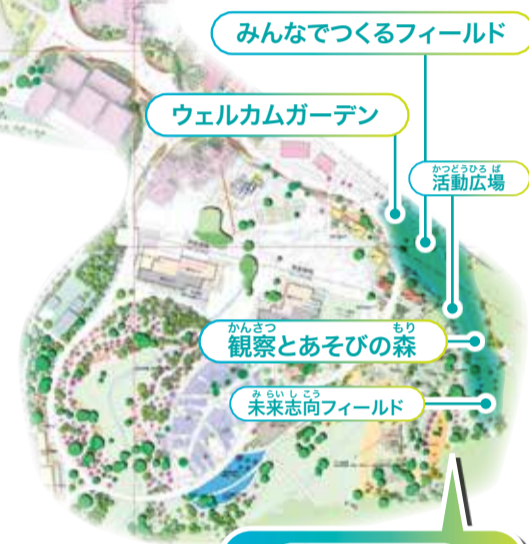 みんなでつくるフィールド
ウェルカムガーデン
かつどうひろば
活動広場
かんさつ もり
観察とあそびの森
みらいしこう
未来志向フィールド